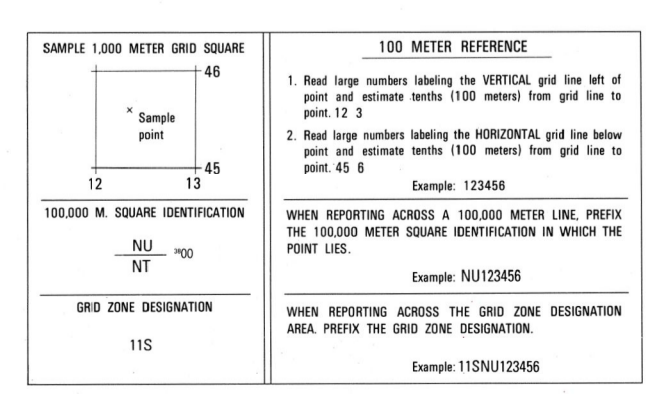 SAMPLE 1,000 METER GRID SQUARE
46
× Sample
point
45
12 13
100,000 M. SQUARE IDENTIFICATION
NU
³⁸00
NT
GRID ZONE DESIGNATION
11S
100 METER REFERENCE
1. Read large numbers labeling the VERTICAL grid line left of
point and estimate tenths (100 meters) from grid line to
point. 12 3
2. Read large numbers labeling the HORIZONTAL grid line below
point and estimate tenths (100 meters) from grid line to
point. 45 6
Example: 123456
WHEN REPORTING ACROSS A 100,000 METER LINE, PREFIX
THE 100,000 METER SQUARE IDENTIFICATION IN WHICH THE
POINT LIES.
Example: NU123456
WHEN REPORTING ACROSS THE GRID ZONE DESIGNATION
AREA. PREFIX THE GRID ZONE DESIGNATION.
Example: 11SNU123456